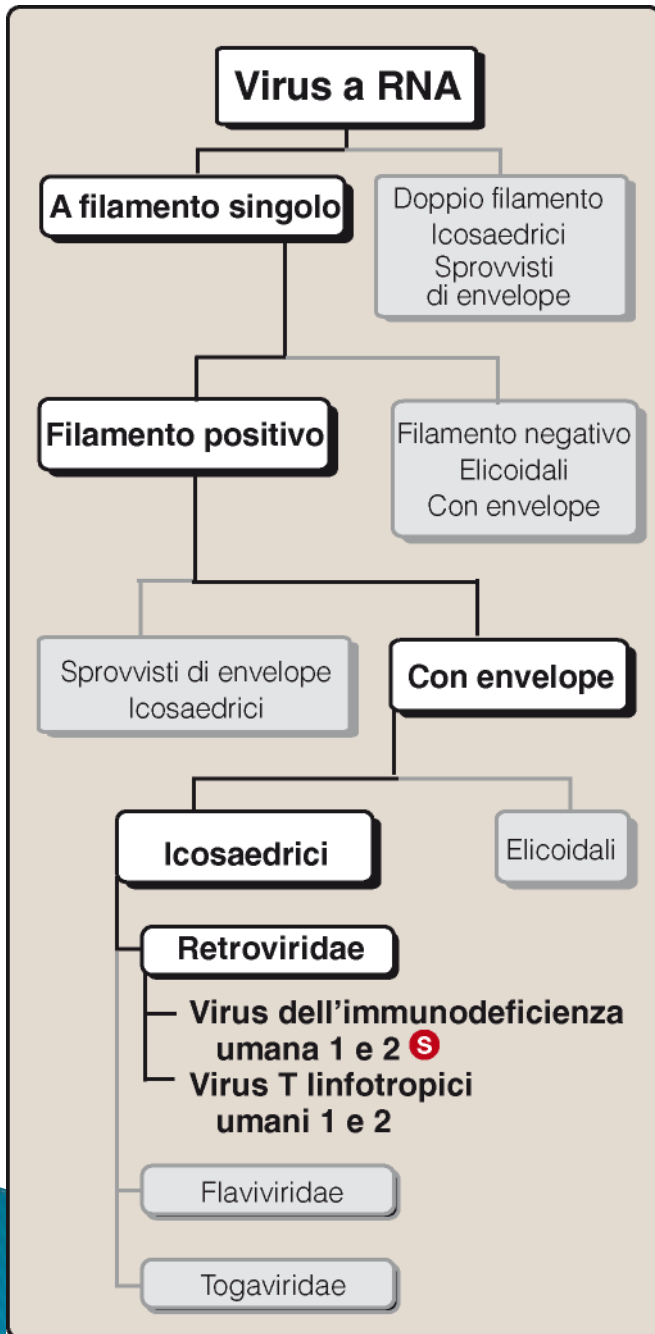 Virus a RNA
A filamento singolo
Doppio filamento
Icosaedrici
Sprovvisti
di envelope
Filamento positivo
Filamento negativo
Elicoidali
Con envelope
Sprovvisti di envelope
Icosaedrici
Con envelope
Icosaedrici
Elicoidali
Retroviridae
Virus dell'immunodeficienza
umana 1 e 2 S
Virus T linfotropici
umani 1 e 2
Flaviviridae
Togaviridae